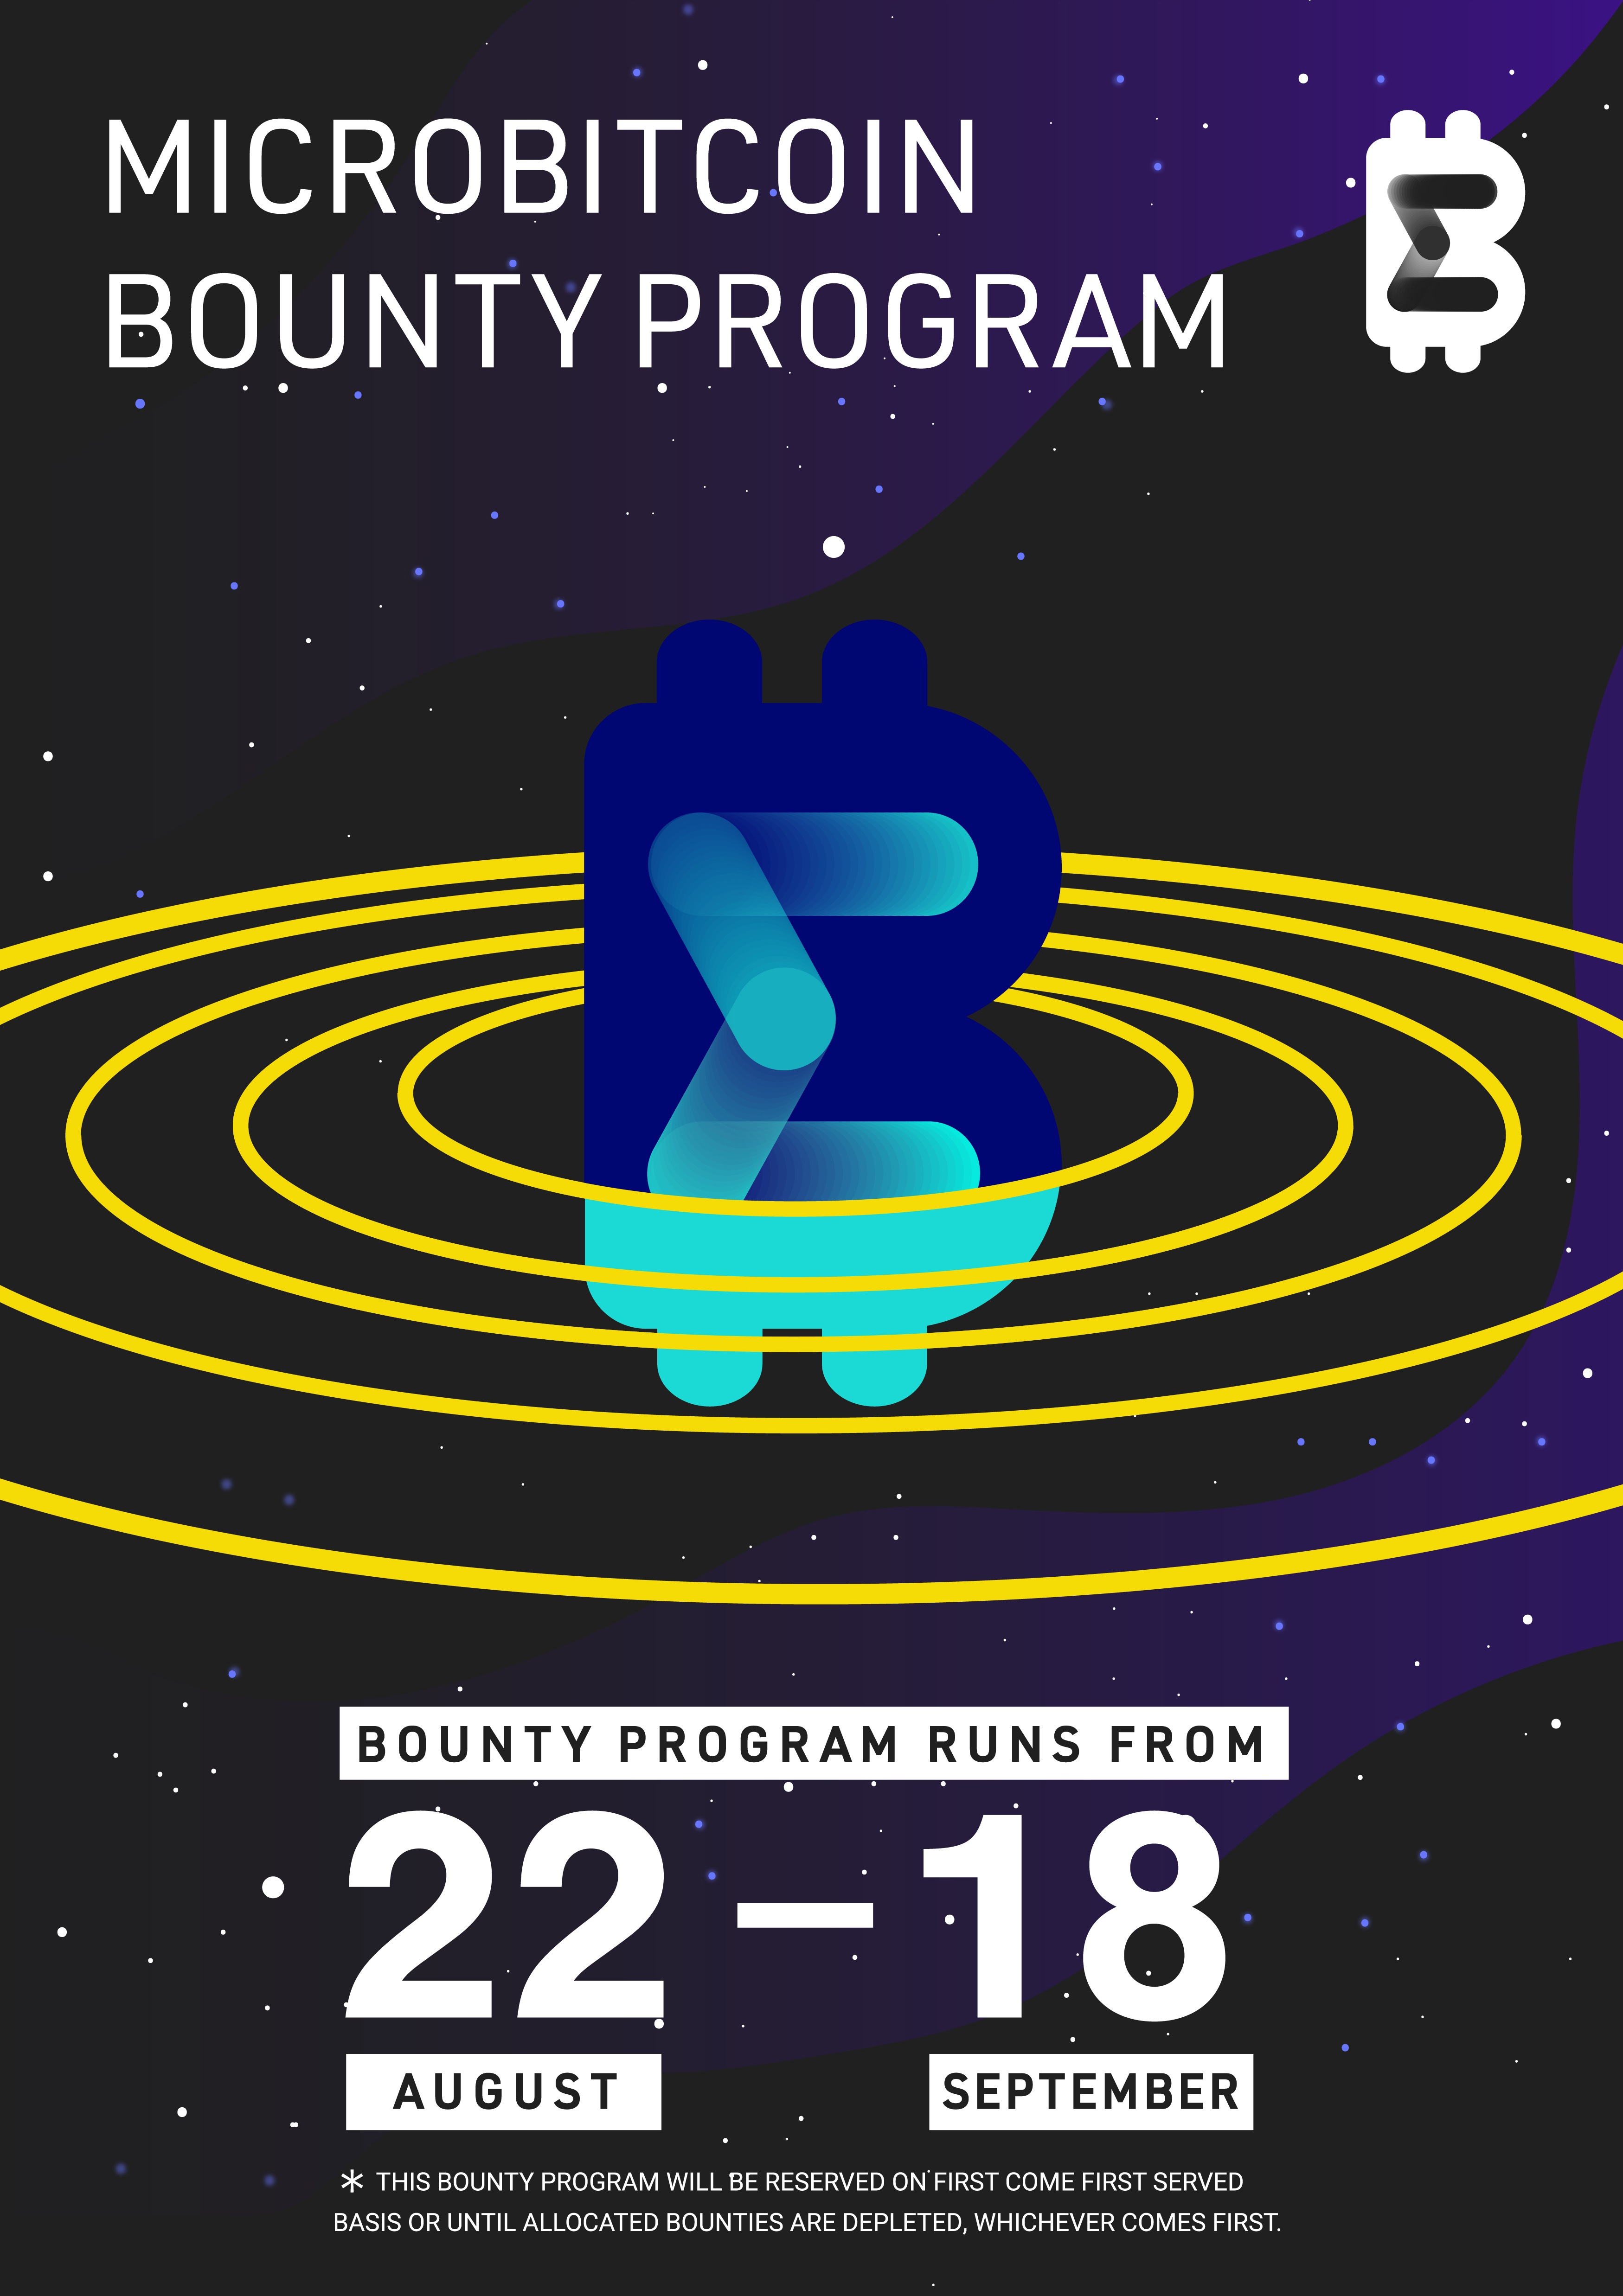 MICROBITCOIN
BOUNTY PROGRAM
BOUNTY PROGRAM RUNS FROM
22 — 18
AUGUST SEPTEMBER
* THIS BOUNTY PROGRAM WILL BE RESERVED ON FIRST COME FIRST SERVED
BASIS OR UNTIL ALLOCATED BOUNTIES ARE DEPLETED, WHICHEVER COMES FIRST.